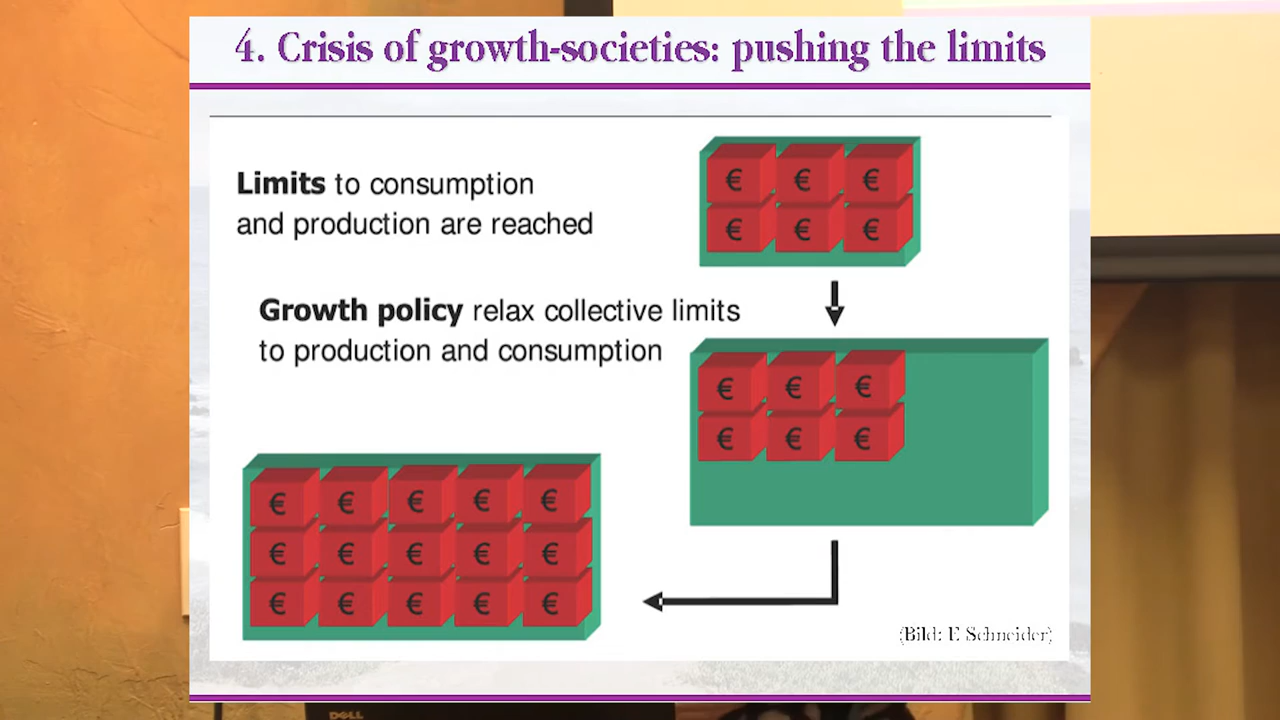 4. Crisis of growth-societies: pushing the limits
Limits to consumption
and production are reached
€ € €
€ € €
Growth policy relax collective limits
to production and consumption
€ € €
€ € €
€ € € € €
€ € € € €
€ € € € €
(Bild: F. Schneider)
DELL